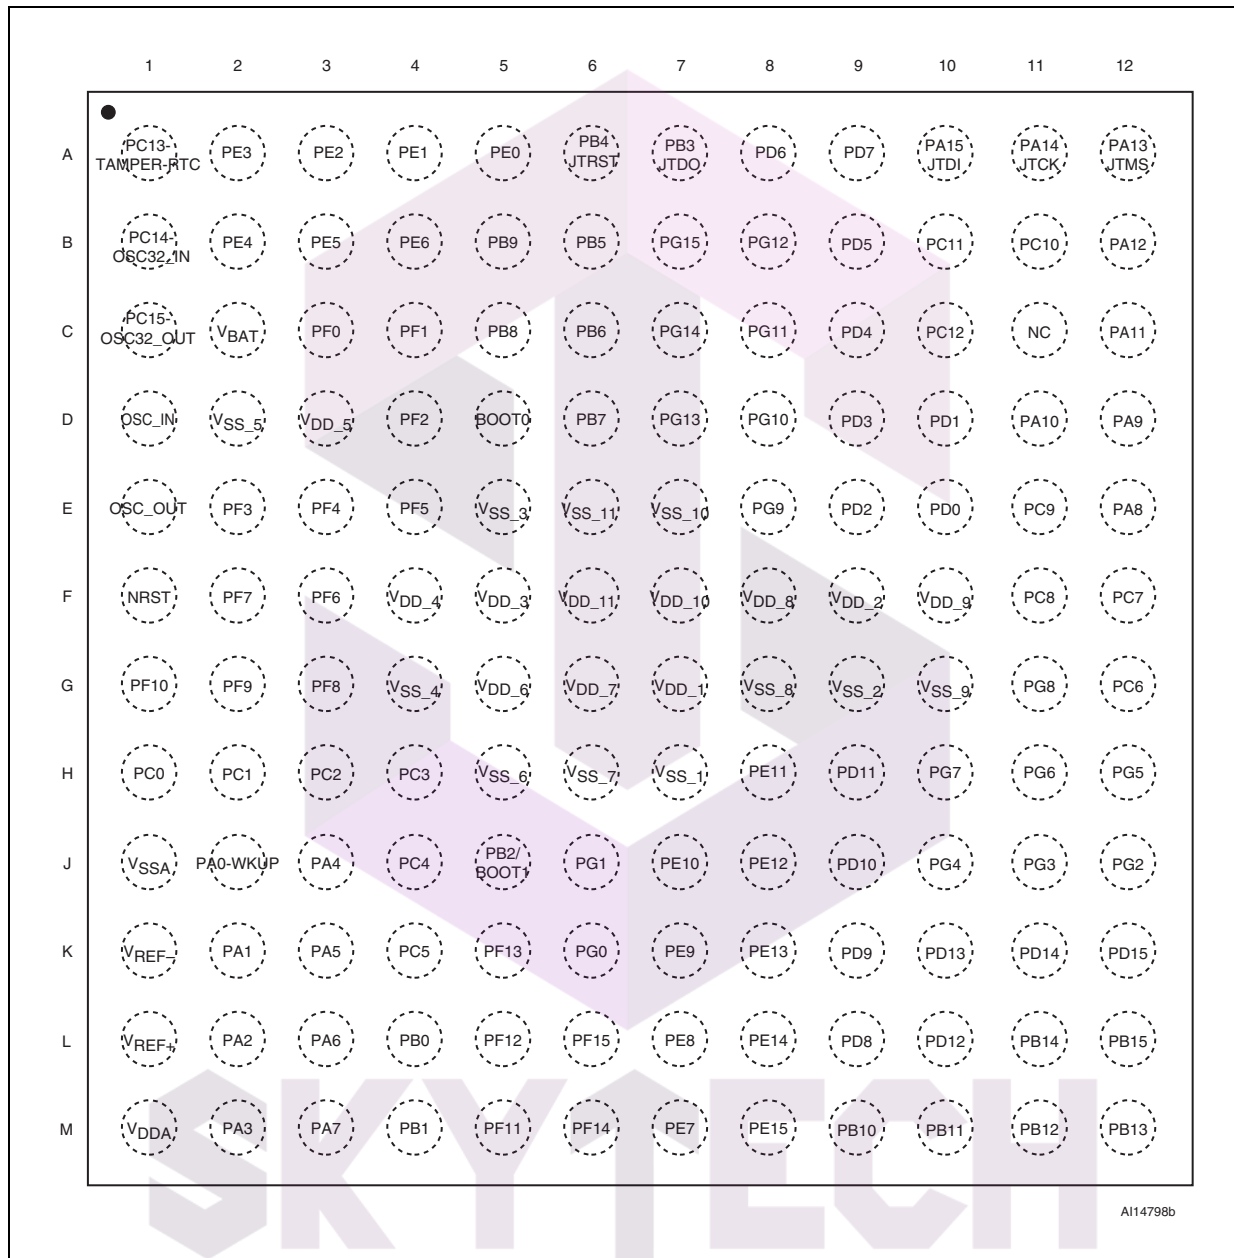 1 2 3 4 5 6 7 8 9 10 11 12
A PC13-TAMPER-RTC PE3 PE2 PE1 PE0 PB4 JTRST PB3 JTDO PD6 PD7 PA15 JTDI PA14 JTCK PA13 JTMS
B PC14-OSC32_IN PE4 PE5 PE6 PB9 PB5 PG15 PG12 PD5 PC11 PC10 PA12
C PC15-OSC32_OUT VBAT PF0 PF1 PB8 PB6 PG14 PG11 PD4 PC12 NC PA11
D OSC_IN VSS_5 VDD_5 PF2 BOOT0 PB7 PG13 PG10 PD3 PD1 PA10 PA9
E OSC_OUT PF3 PF4 PF5 VSS_3 VSS_11 VSS_10 PG9 PD2 PD0 PC9 PA8
F NRST PF7 PF6 VDD_4 VDD_3 VDD_11 VDD_10 VDD_8 VDD_2 VDD_9 PC8 PC7
G PF10 PF9 PF8 VSS_4 VDD_6 VDD_7 VDD_1 VSS_8 VSS_2 VSS_9 PG8 PC6
H PC0 PC1 PC2 PC3 VSS_6 VSS_7 VSS_1 PE11 PD11 PG7 PG6 PG5
J VSSA PA0-WKUP PA4 PC4 PB2/BOOT1 PG1 PE10 PE12 PD10 PG4 PG3 PG2
K VREF– PA1 PA5 PC5 PF13 PG0 PE9 PE13 PD9 PD13 PD14 PD15
L VREF+ PA2 PA6 PB0 PF12 PF15 PE8 PE14 PD8 PD12 PB14 PB15
M VDDA PA3 PA7 PB1 PF11 PF14 PE7 PE15 PB10 PB11 PB12 PB13
SKYTECH
AI14798b